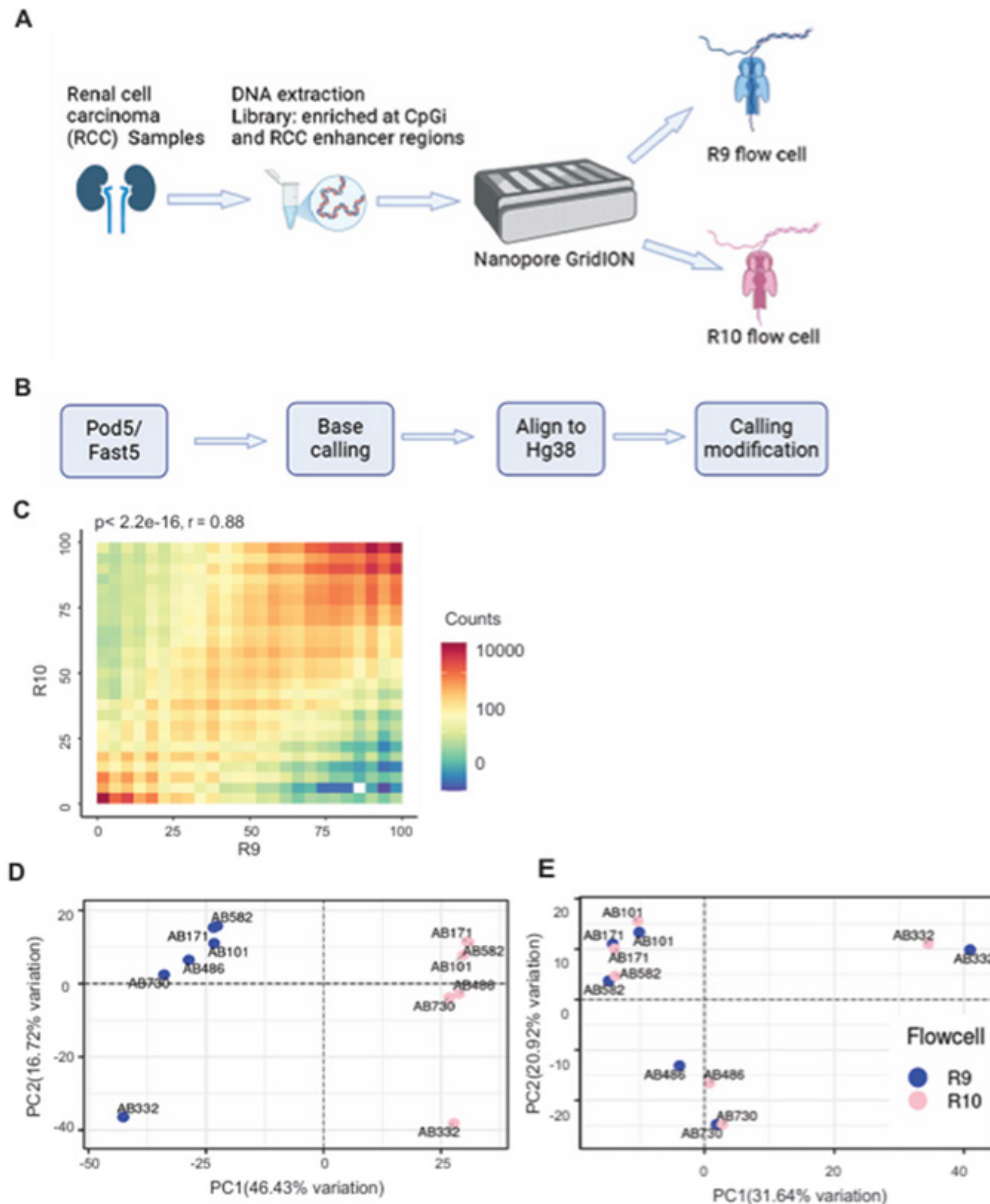 A
Renal cell
carcinoma
(RCC) Samples
DNA extraction
Library: enriched at CpGi
and RCC enhancer regions
Nanopore GridION
R9 flow cell
R10 flow cell
B
Pod5/
Fast5
Base
calling
Align to
Hg38
Calling
modification
C
p< 2.2e-16, r = 0.88
100
75
50
25
0
R10
0
25
50
75
100
R9
Counts
10000
100
0
D
20
0
-20
-40
PC2(16.72% variation)
AB582
AB171
AB101
AB486
AB730
AB332
AB171
AB582
AB101
AB486
AB730
AB332
-50
-25
0
25
PC1(46.43% variation)
E
20
10
0
-10
-20
PC2(20.92% variation)
AB101
AB171
AB101
AB171
AB582
AB582
AB332
AB332
AB486
AB486
AB730
AB730
Flowcell
R9
R10
0
20
40
PC1(31.64% variation)